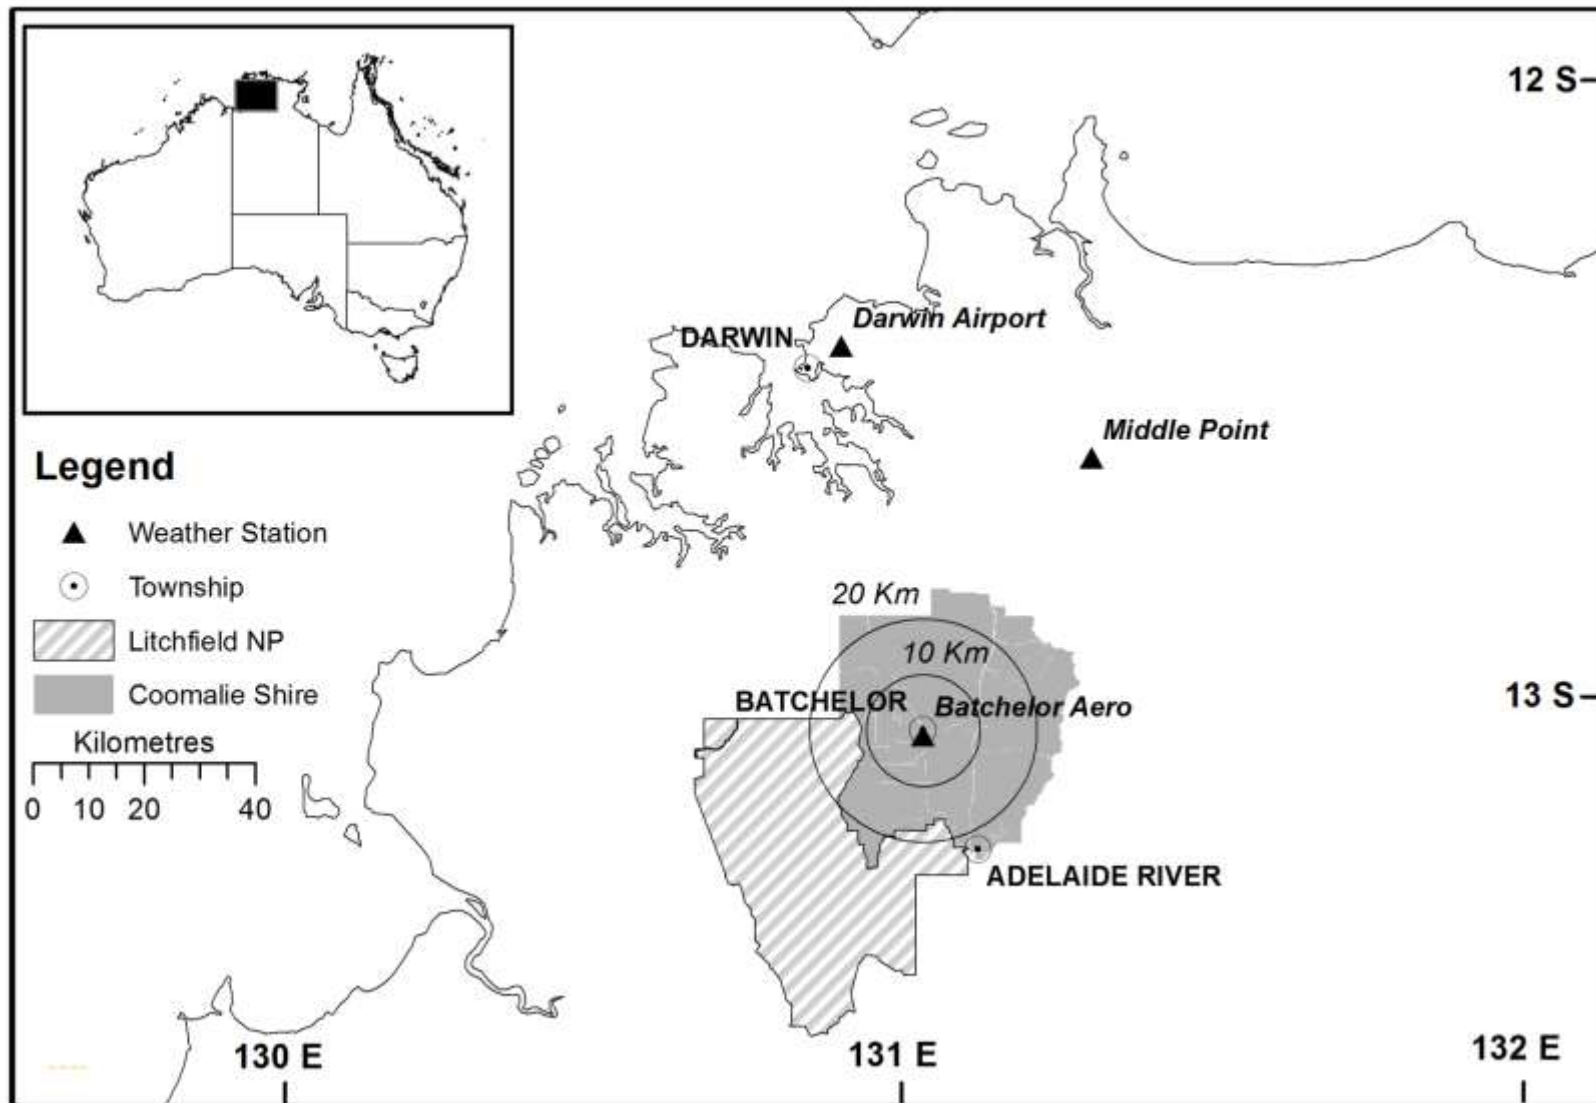 12 S
Darwin Airport
DARWIN
Middle Point
Legend
Weather Station
Township
Litchfield NP
Coomalie Shire
Kilometres
0 10 20 40
20 Km
10 Km
13 S
BATCHELOR
Batchelor Aero
ADELAIDE RIVER
130 E
131 E
132 E